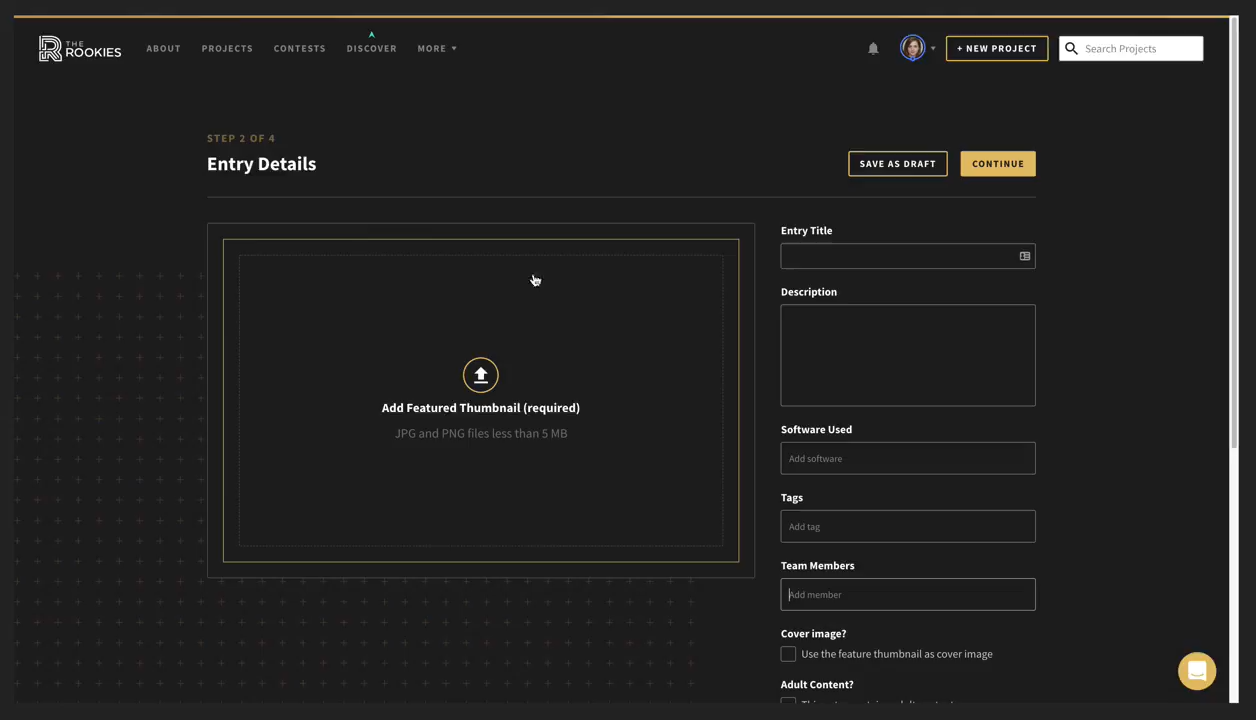 THE
ROOKIES
ABOUT
PROJECTS
CONTESTS
DISCOVER
MORE
+ NEW PROJECT
Search Projects
STEP 2 OF 4
Entry Details
SAVE AS DRAFT
CONTINUE
Add Featured Thumbnail (required)
JPG and PNG files less than 5 MB
Entry Title
Description
Software Used
Add software
Tags
Add tag
Team Members
Add member
Cover image?
Use the feature thumbnail as cover image
Adult Content?